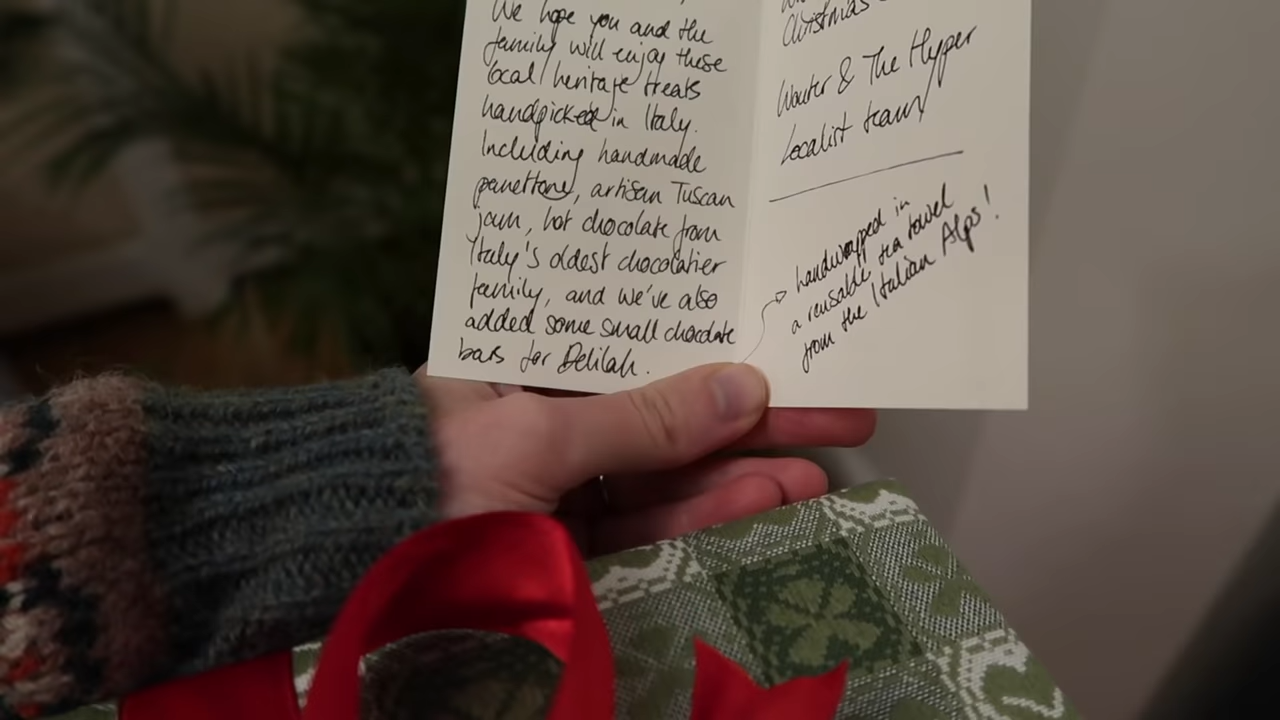 We hope you and the
family will enjoy these
local heritage treats
handpicked in Italy.
Including handmade
panettone, artisan Tuscan
jam, hot chocolate from
Italy's oldest chocolatier
family, and we've also
added some small chocolate
bars for Delilah.
Christmas
Wouter & The Hyper
Localist team
handwrapped in
a reusable tea towel
from the Italian Alps!